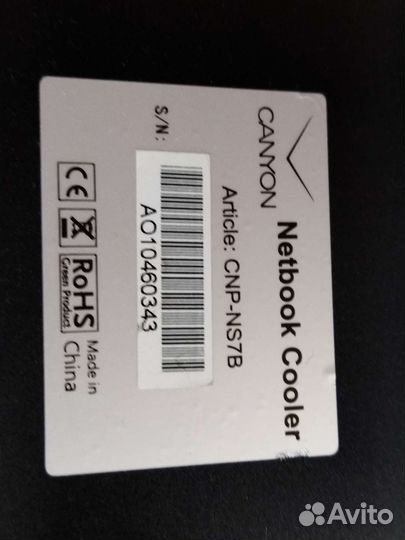 CANYON
Netbook Cooler
Article: CNP-NS7B
S/N:
AO10460343
CE RoHS
Green Product
Made in
China
Avito